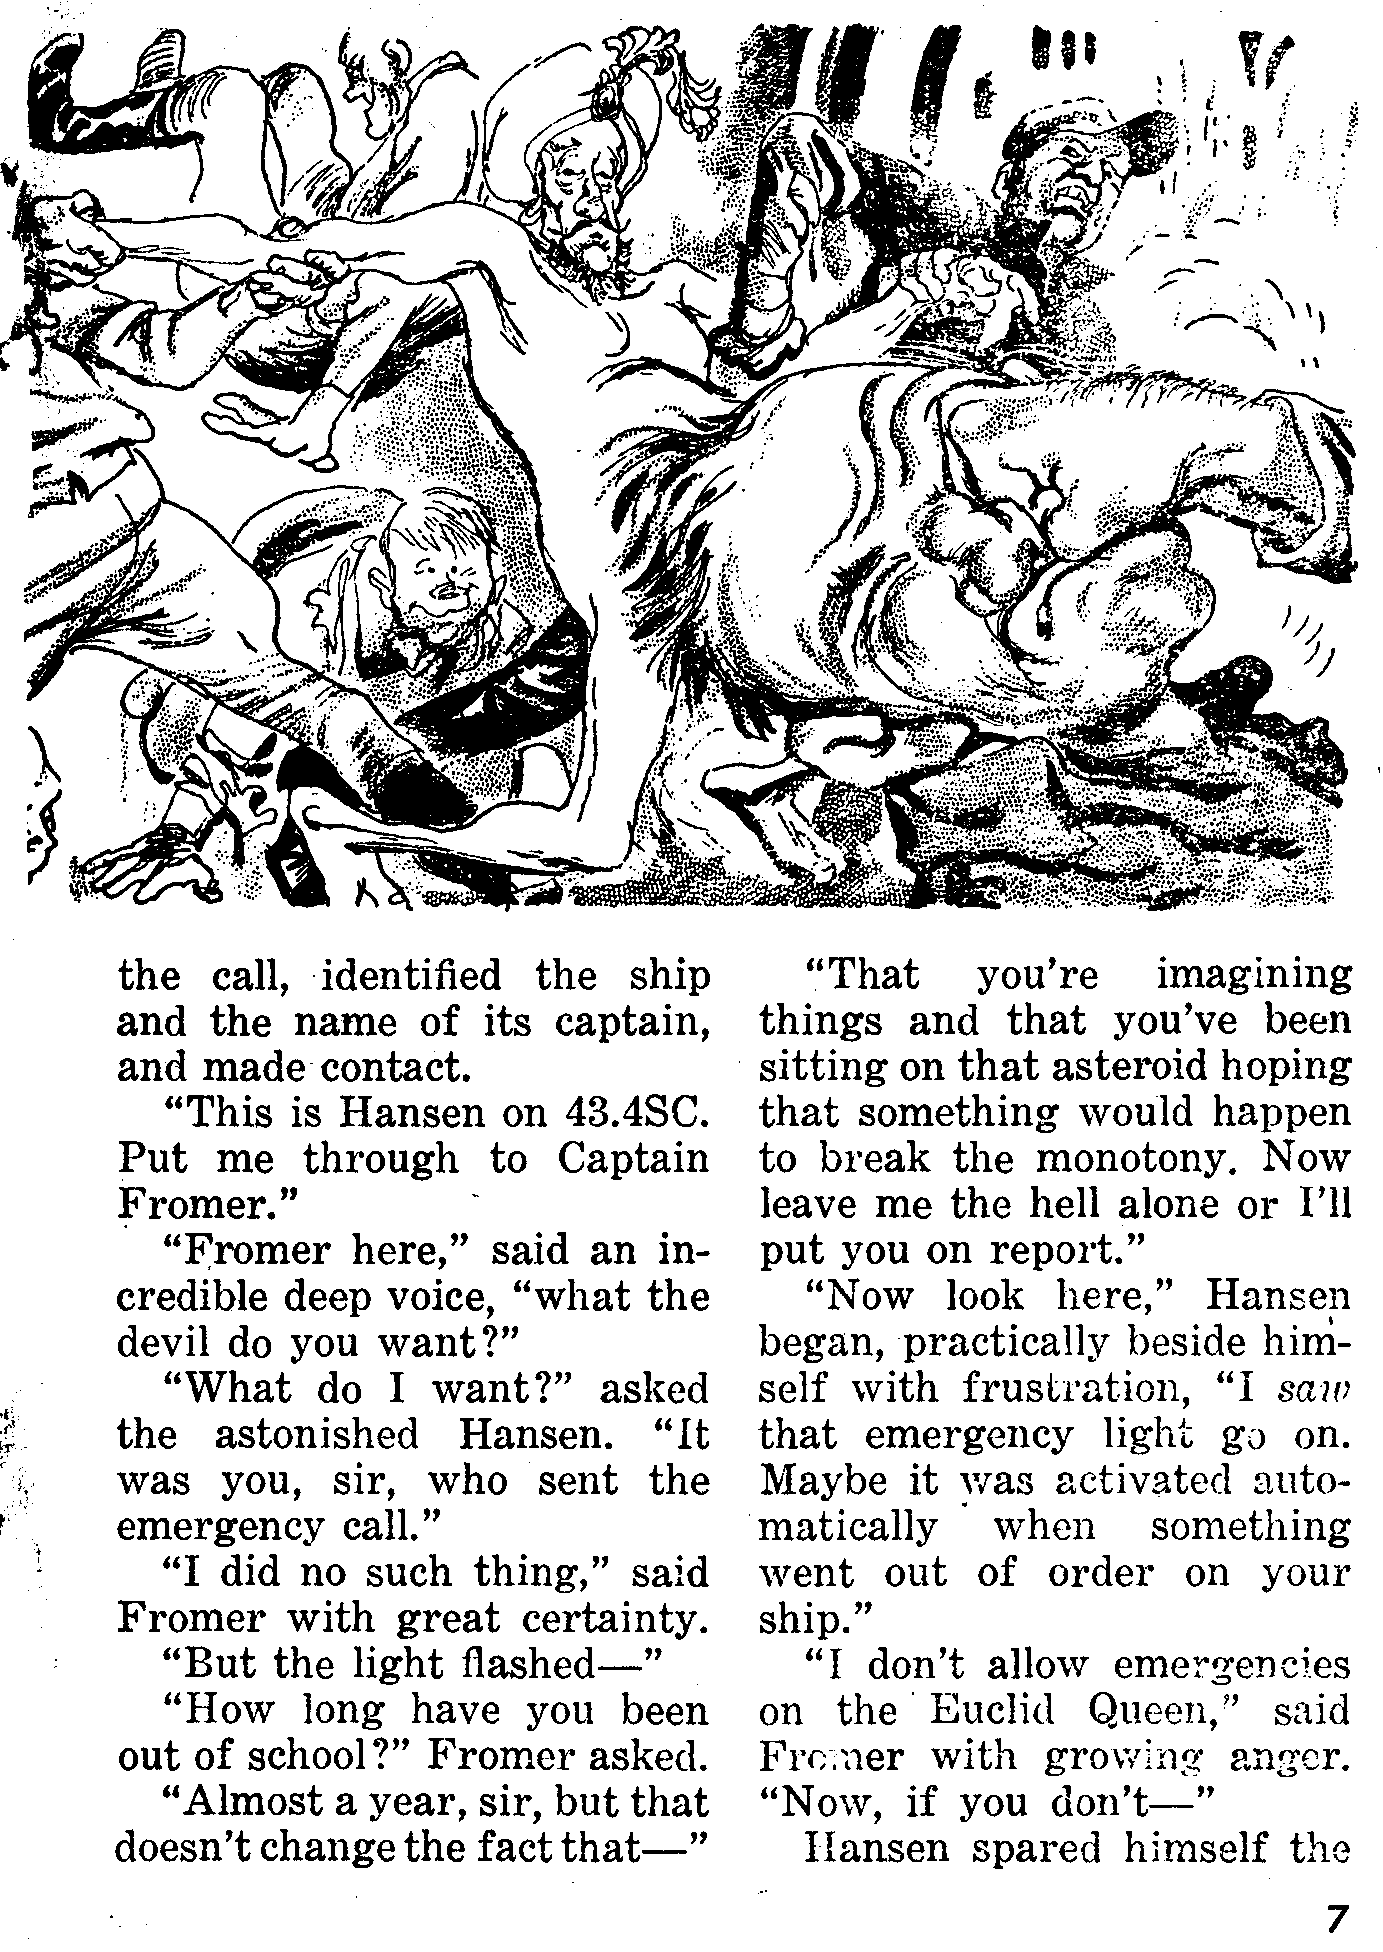 the call, identified the ship
and the name of its captain,
and made contact.
“This is Hansen on 43.4SC.
Put me through to Captain
Fromer.”
“Fromer here,” said an in-
credible deep voice, “what the
devil do you want?”
“What do I want?” asked
the astonished Hansen. “It
was you, sir, who sent the
emergency call.”
“I did no such thing,” said
Fromer with great certainty.
“But the light flashed—”
“How long have you been
out of school?” Fromer asked.
“Almost a year, sir, but that
doesn’t change the fact that—”
“That you’re imagining
things and that you’ve been
sitting on that asteroid hoping
that something would happen
to break the monotony. Now
leave me the hell alone or I’ll
put you on report.”
“Now look here,” Hansen
began, practically beside him-
self with frustration, “I saw
that emergency light go on.
Maybe it was activated auto-
matically when something
went out of order on your
ship.”
“I don’t allow emergencies
on the Euclid Queen,” said
Fromer with growing anger.
“Now, if you don’t—”
Hansen spared himself the
7